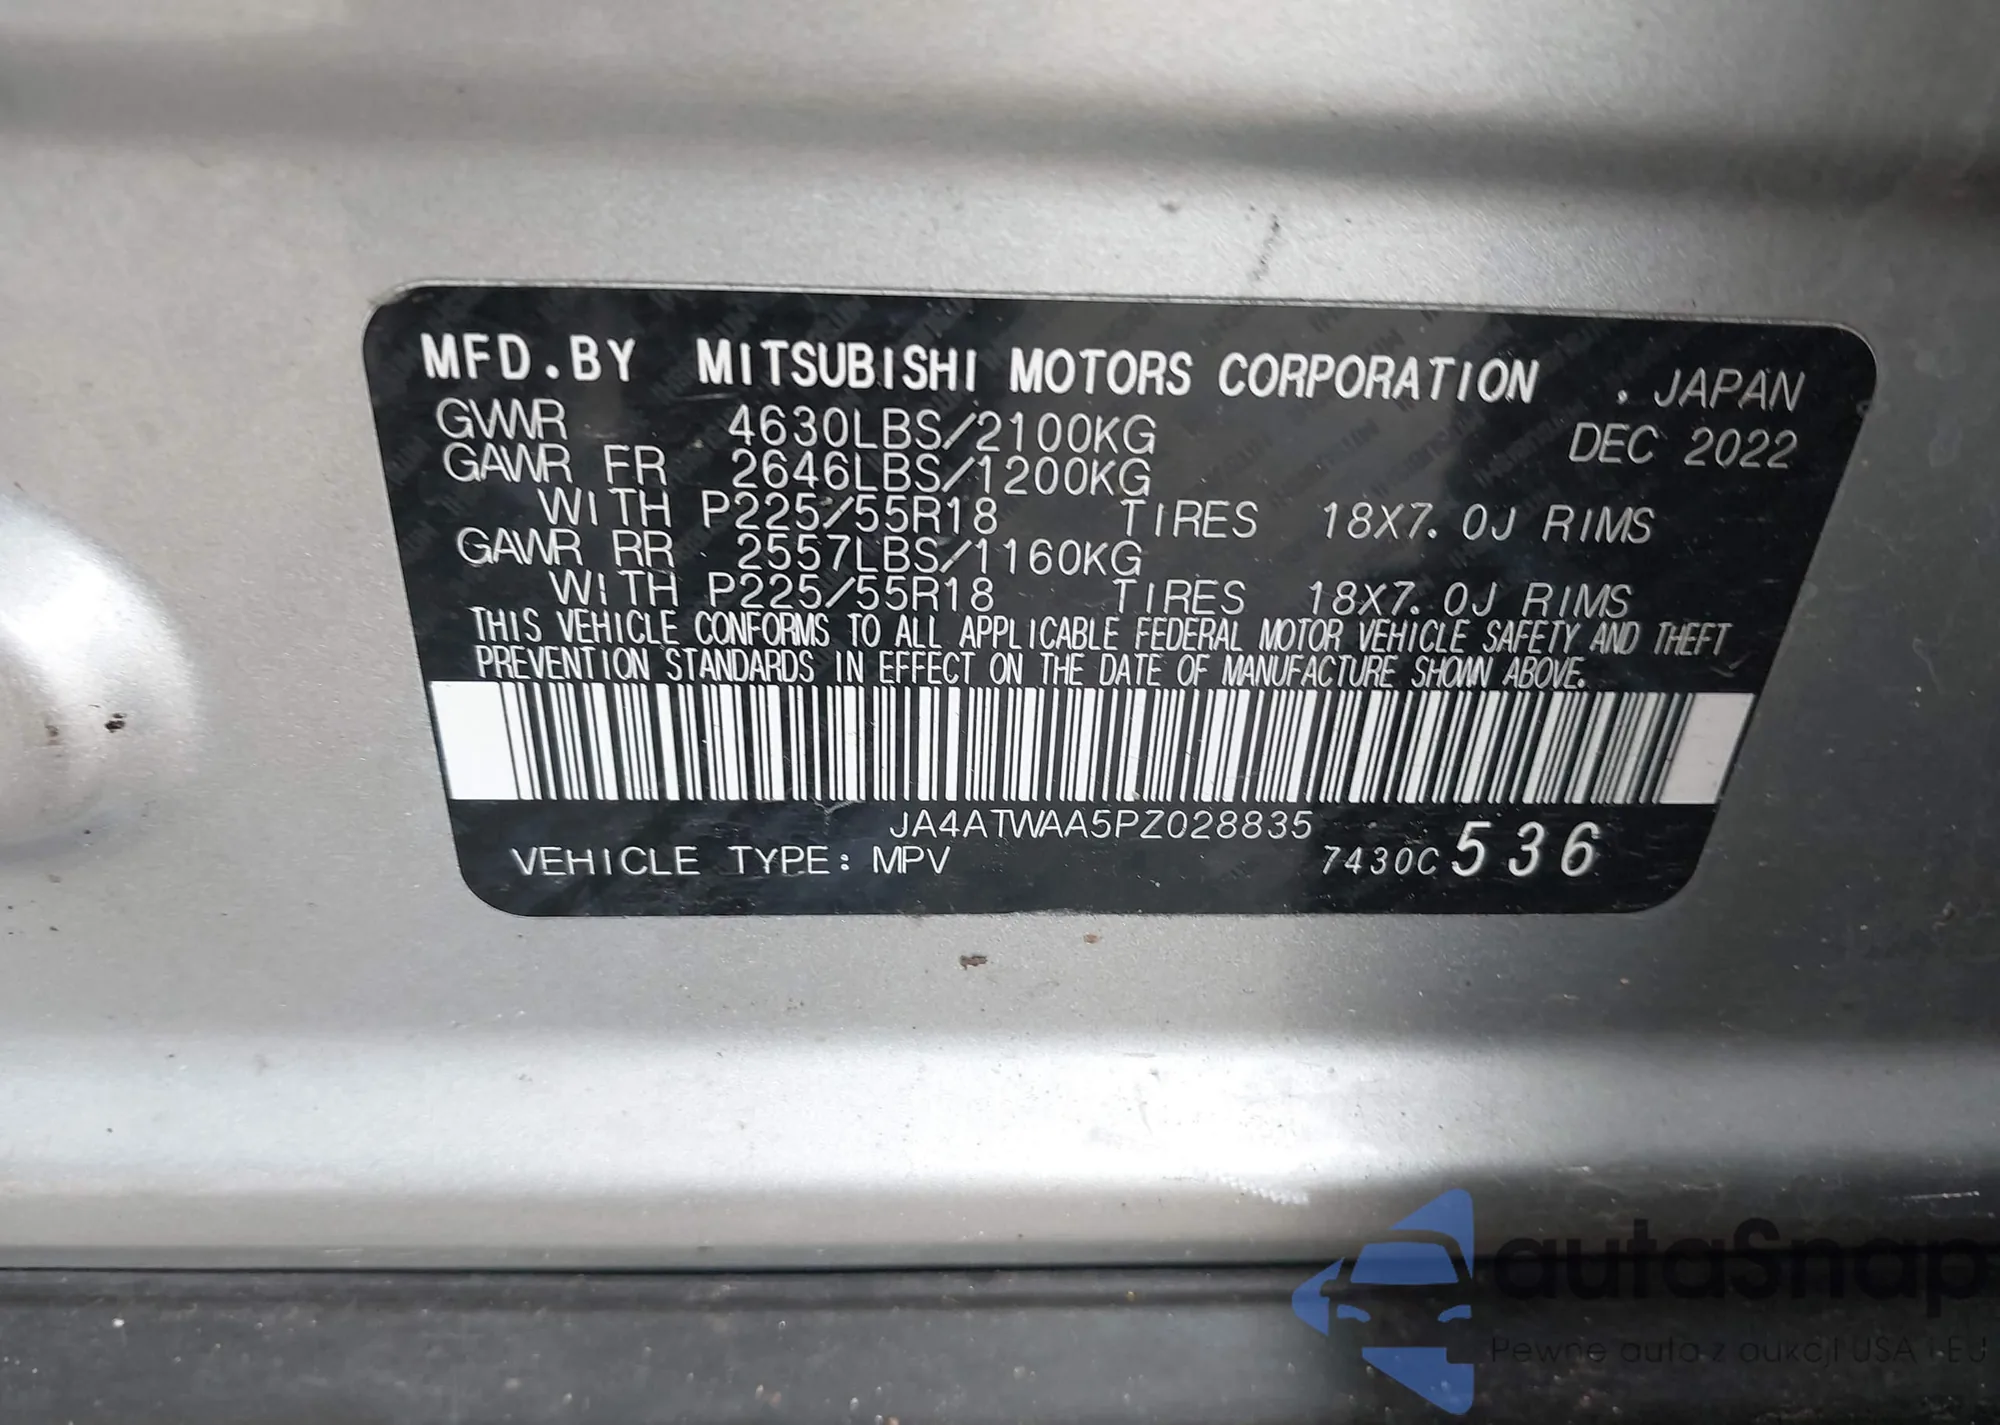 MFD.BY MITSUBISHI MOTORS CORPORATION . JAPAN
GVWR 4630LBS/2100KG DEC 2022
GAWR FR 2646LBS/1200KG
WITH P225/55R18 TIRES 18X7.0J RIMS
GAWR RR 2557LBS/1160KG
WITH P225/55R18 TIRES 18X7.0J RIMS
THIS VEHICLE CONFORMS TO ALL APPLICABLE FEDERAL MOTOR VEHICLE SAFETY AND THEFT
PREVENTION STANDARDS IN EFFECT ON THE DATE OF MANUFACTURE SHOWN ABOVE.
JA4ATWAA5PZ028835
VEHICLE TYPE: MPV 7430C 536
autaSnap
Pewne auta z aukcji USA i EU